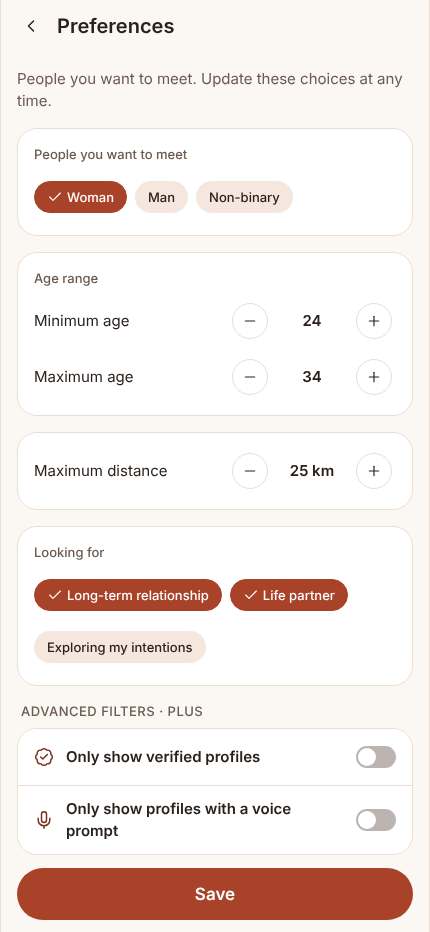 Preferences
People you want to meet. Update these choices at any
time.
People you want to meet
Woman
Man
Non-binary
Age range
Minimum age
24
Maximum age
34
Maximum distance
25 km
Looking for
Long-term relationship
Life partner
Exploring my intentions
ADVANCED FILTERS · PLUS
Only show verified profiles
Only show profiles with a voice
prompt
Save